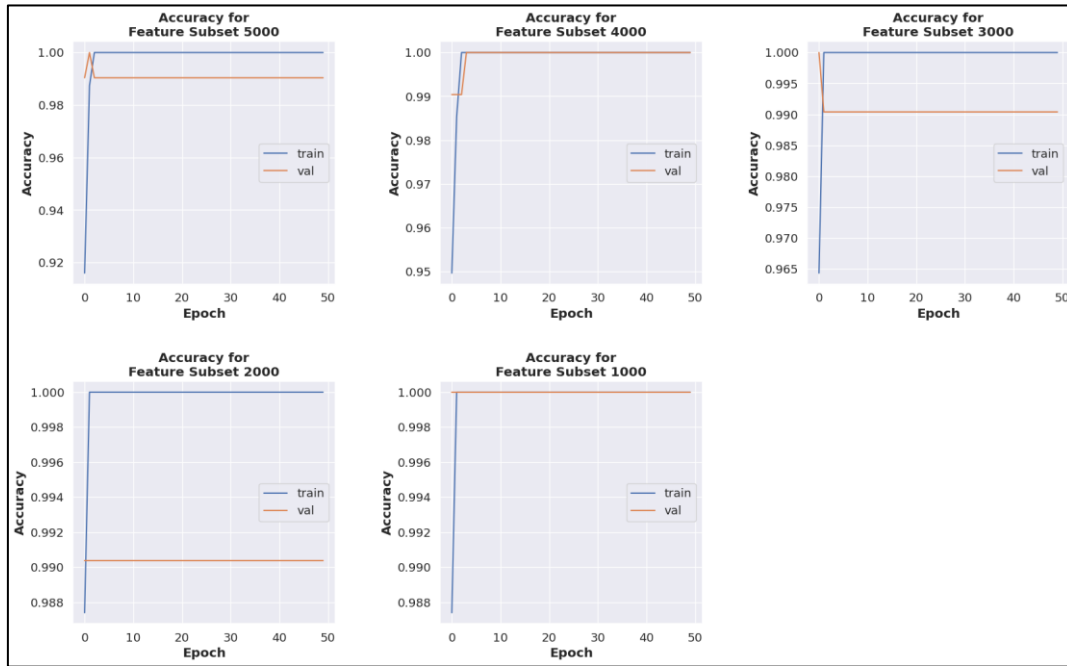 Accuracy for
Feature Subset 5000
1.00
0.98
0.96
0.94
0.92
Accuracy
train
val
0 10 20 30 40 50
Epoch
Accuracy for
Feature Subset 4000
1.00
0.99
0.98
0.97
0.96
0.95
Accuracy
train
val
0 10 20 30 40 50
Epoch
Accuracy for
Feature Subset 3000
1.000
0.995
0.990
0.985
0.980
0.975
0.970
0.965
Accuracy
train
val
0 10 20 30 40 50
Epoch
Accuracy for
Feature Subset 2000
1.000
0.998
0.996
0.994
0.992
0.990
0.988
Accuracy
train
val
0 10 20 30 40 50
Epoch
Accuracy for
Feature Subset 1000
1.000
0.998
0.996
0.994
0.992
0.990
0.988
Accuracy
train
val
0 10 20 30 40 50
Epoch